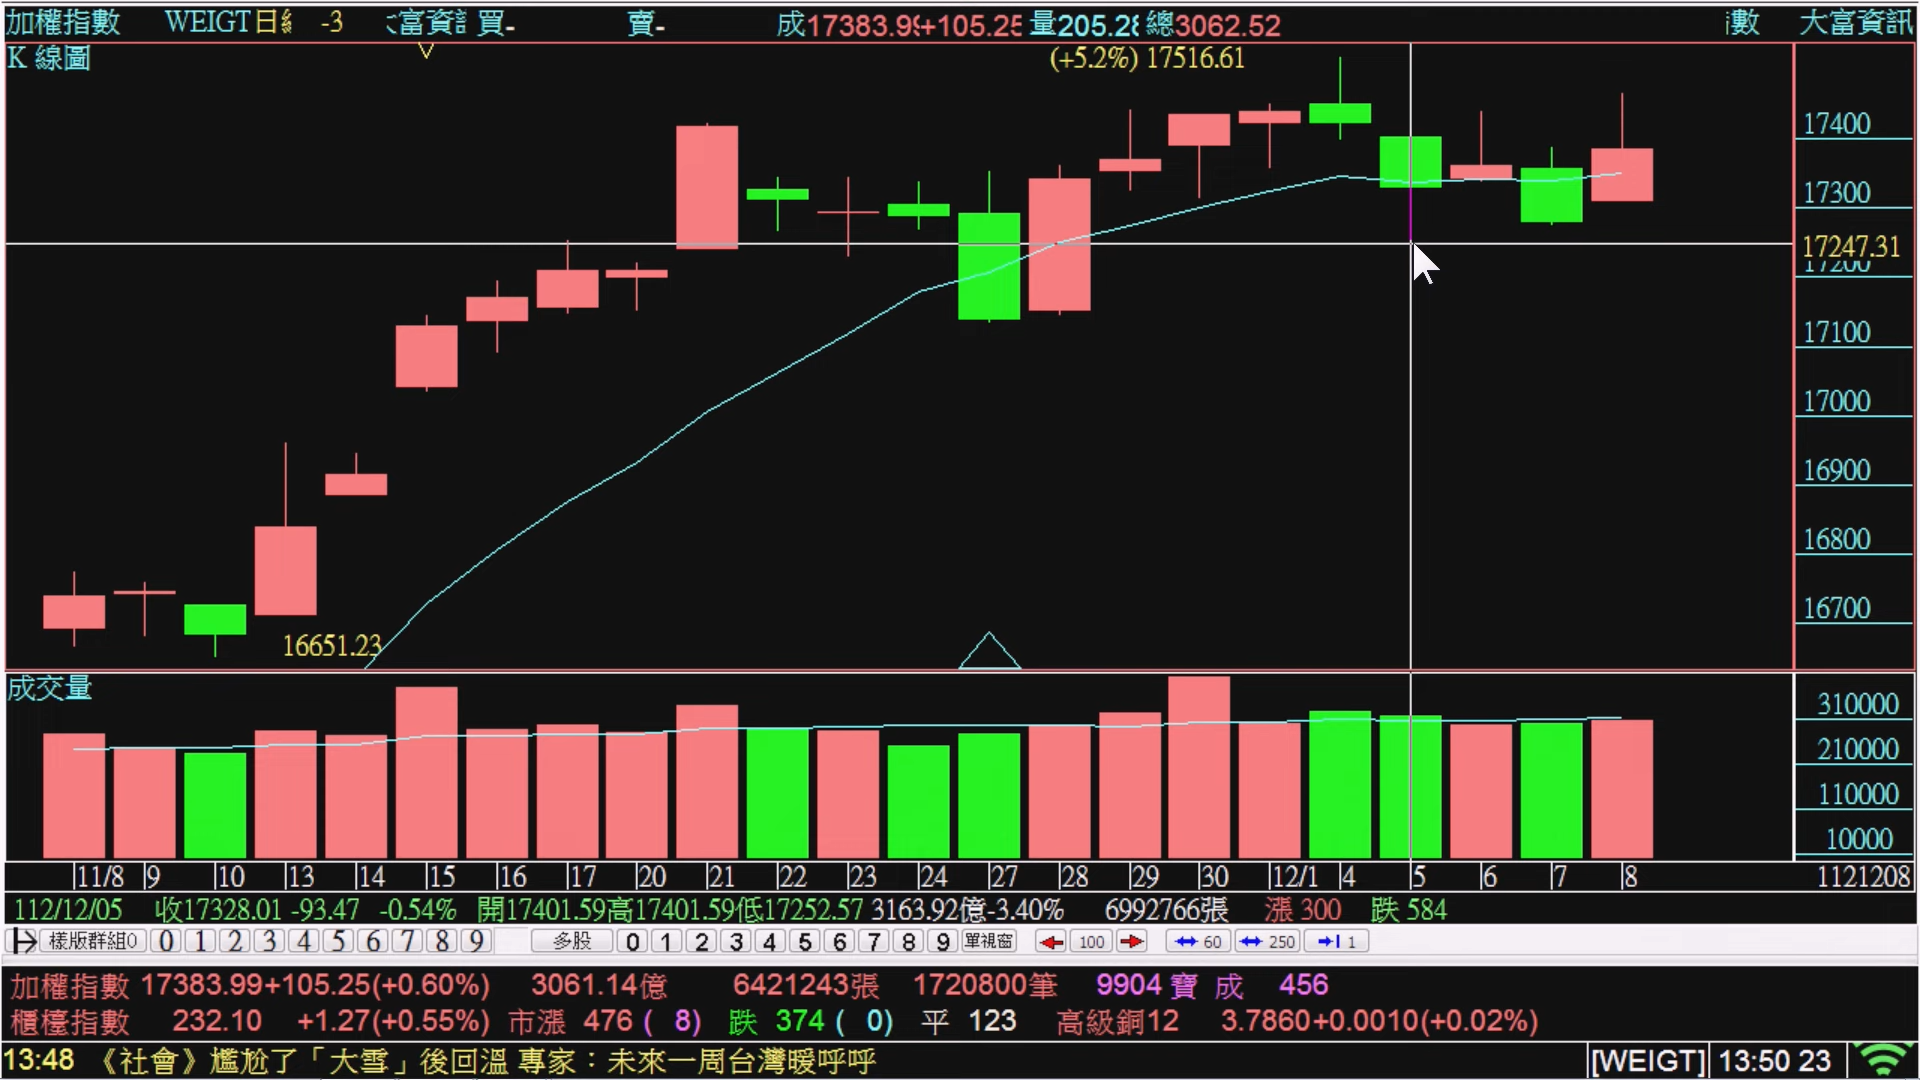 加權指數 WEIGT日 -3 富資 買- 賣- 成17383.99+105.25 量205.28 總3062.52 數 大富資訊
K 線圖
(+5.2%) 17516.61
17400
17300
17247.31
17200
17100
17000
16900
16800
16700
16651.23
成交量
310000
210000
110000
10000
11/8 9 10 13 14 15 16 17 20 21 22 23 24 27 28 29 30 12/1 4 5 6 7 8 1121208
112/12/05 收17328.01 -93.47 -0.54% 開17401.59高17401.59低17252.57 3163.92億-3.40% 6992766張 漲 300 跌 584
樣版群組0 0 1 2 3 4 5 6 7 8 9 多股 0 1 2 3 4 5 6 7 8 9 單視窗 100 60 250 1
加權指數 17383.99+105.25(+0.60%) 3061.14億 6421243張 1720800筆 9904 寶 成 456
櫃檯指數 232.10 +1.27(+0.55%) 市漲 476 ( 8) 跌 374 ( 0) 平 123 高級銅12 3.7860+0.0010(+0.02%)
13:48 《社會》尷尬了「大雪」後回溫 專家：未來一周台灣暖呼呼 [WEIGT] 13:50 23